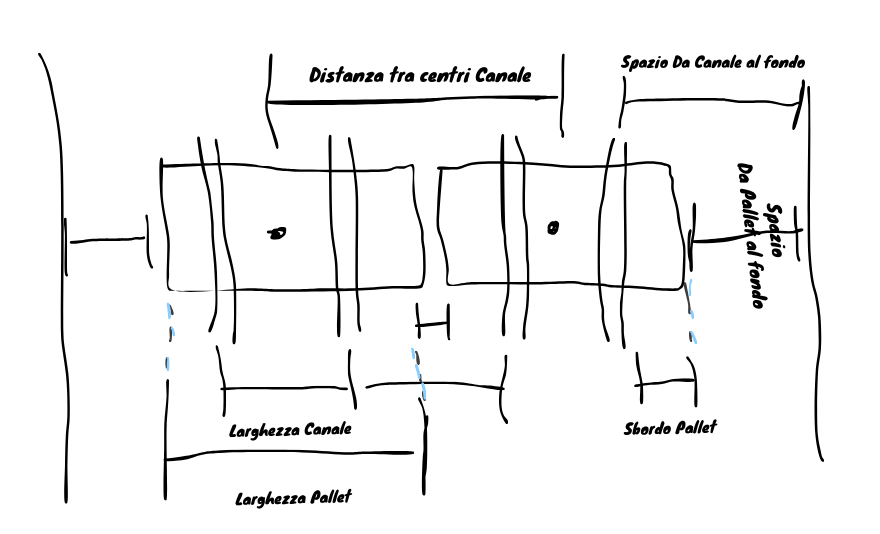 Distanza tra centri Canale
Spazio Da Canale al fondo
Spazio
Da Pallet al fondo
Larghezza Canale
Sbordo Pallet
Larghezza Pallet